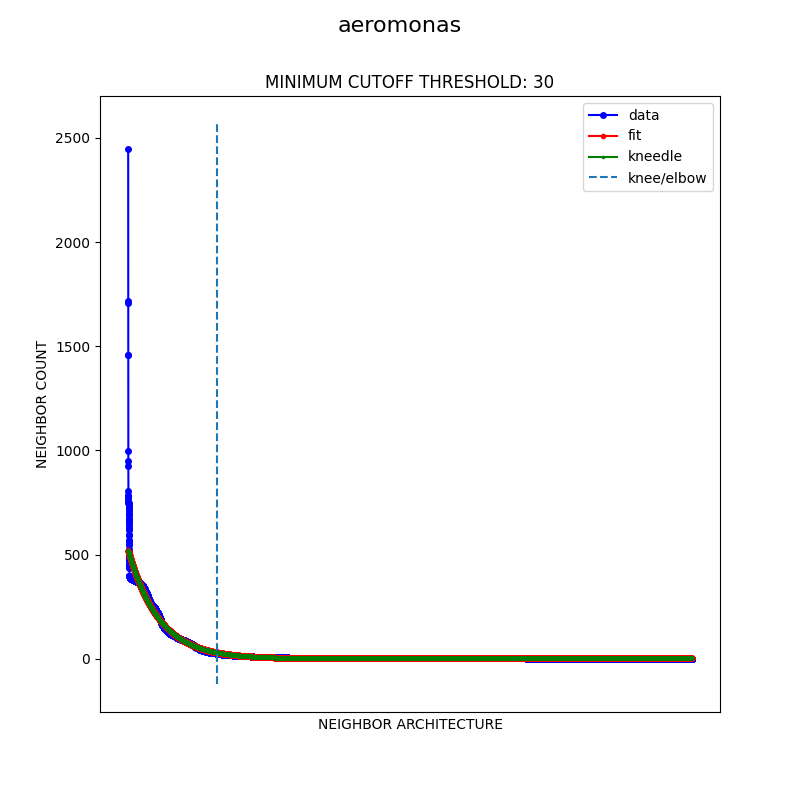 aeromonas
MINIMUM CUTOFF THRESHOLD: 30
data
fit
kneedle
knee/elbow
2500
2000
1500
1000
500
0
NEIGHBOR COUNT
NEIGHBOR ARCHITECTURE